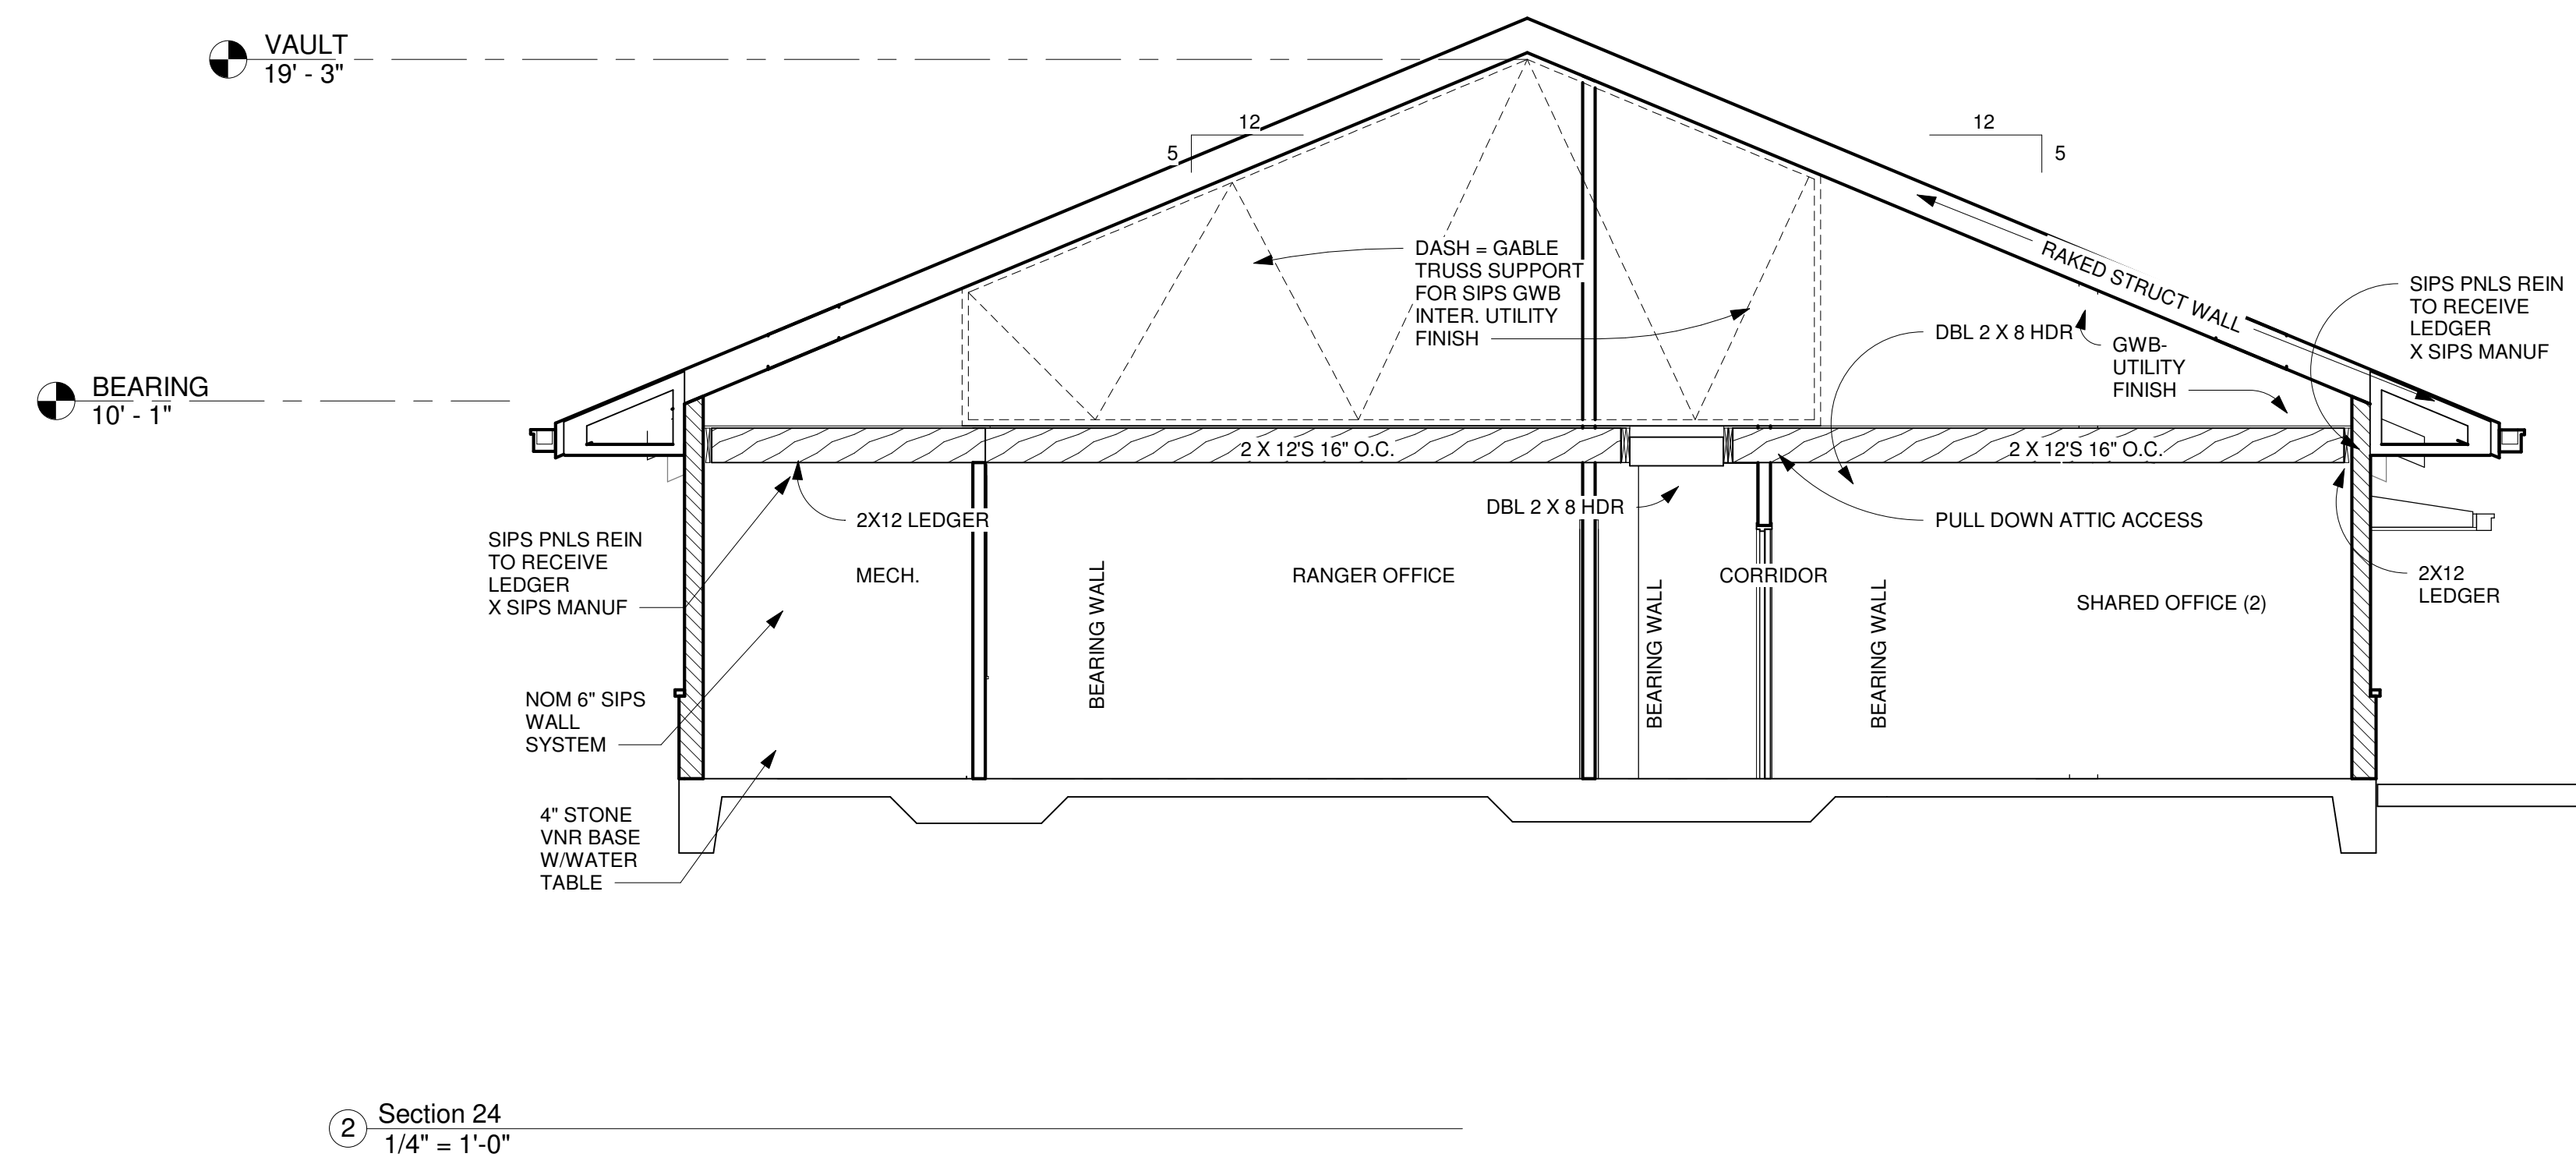 VAULT
19' - 3"
12
5
12
5
BEARING
10' - 1"
DASH = GABLE
TRUSS SUPPORT
FOR SIPS GWB
INTER. UTILITY
FINISH
RAKED STRUCT WALL
DBL 2 X 8 HDR
GWB-
UTILITY
FINISH
SIPS PNLS REIN
TO RECEIVE
LEDGER
X SIPS MANUF
2 X 12'S 16" O.C.
2 X 12'S 16" O.C.
2X12 LEDGER
DBL 2 X 8 HDR
PULL DOWN ATTIC ACCESS
SIPS PNLS REIN
TO RECEIVE
LEDGER
X SIPS MANUF
MECH.
BEARING WALL
RANGER OFFICE
BEARING WALL
CORRIDOR
BEARING WALL
SHARED OFFICE (2)
2X12
LEDGER
NOM 6" SIPS
WALL
SYSTEM
4" STONE
VNR BASE
W/WATER
TABLE
2
Section 24
1/4" = 1'-0"